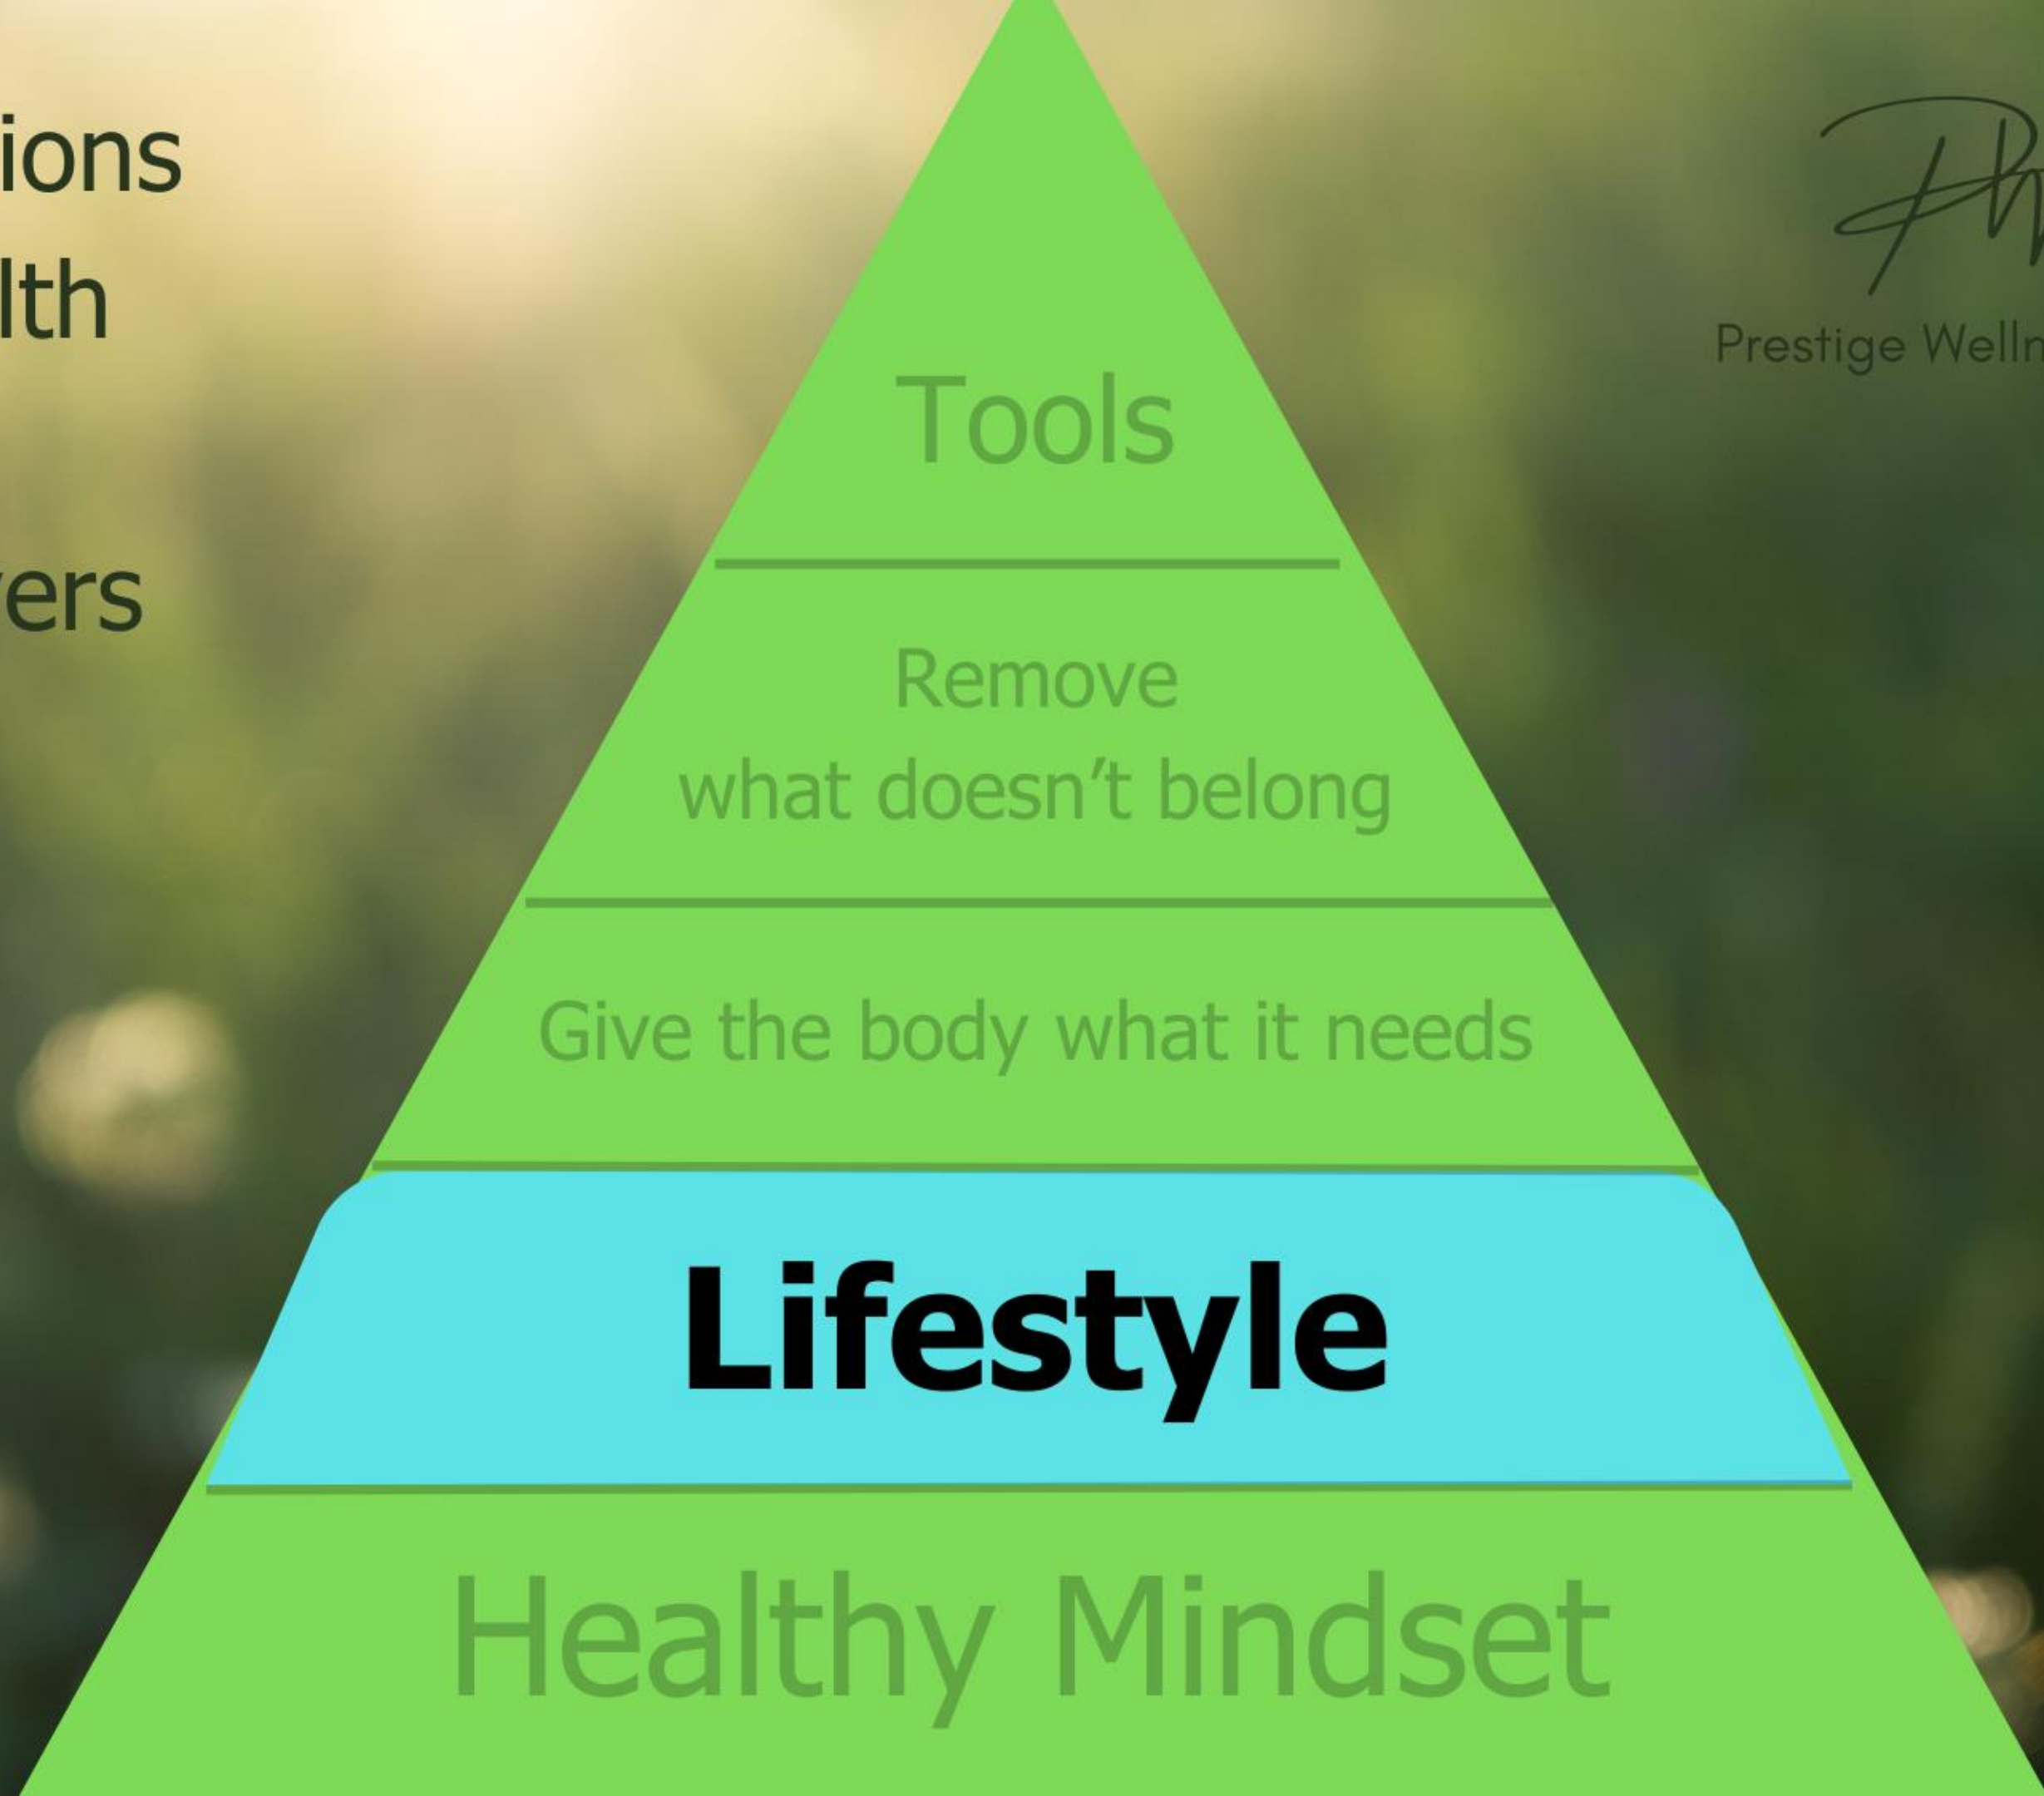 ions
lth
ers
Prestige Welln
Tools
Remove
what doesn't belong
Give the body what it needs
Lifestyle
Healthy Mindset